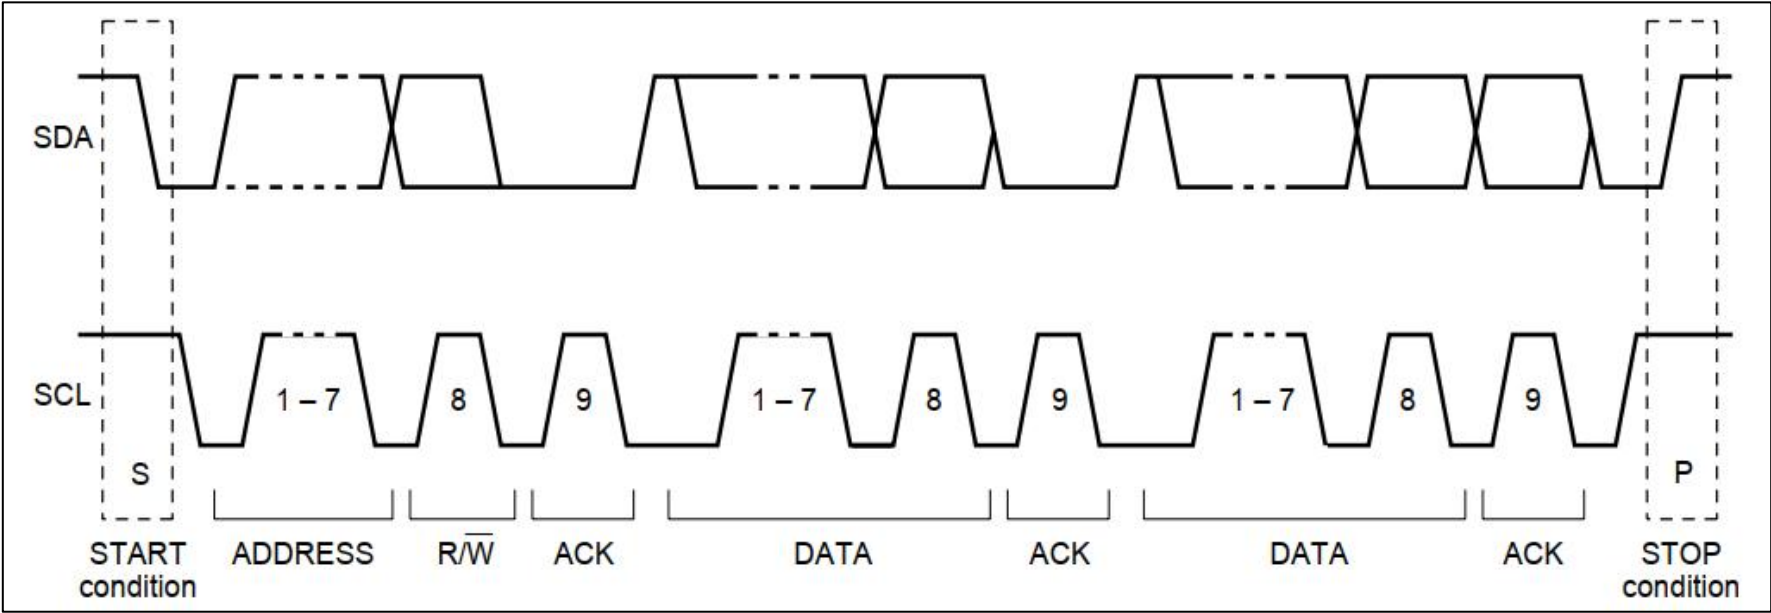 SDA
SCL
1 – 7
8
9
1 – 7
8
9
1 – 7
8
9
S
P
START
condition
ADDRESS
R/W̅
ACK
DATA
ACK
DATA
ACK
STOP
condition